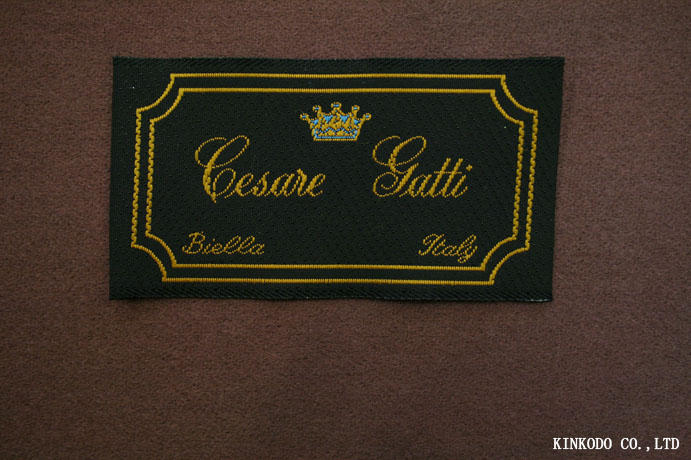 Cesare Gatti
Biella Italy
KINKODO CO.,LTD